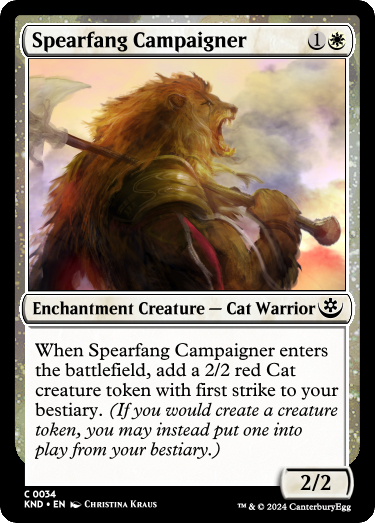 Spearfang Campaigner 1
Enchantment Creature — Cat Warrior
When Spearfang Campaigner enters
the battlefield, add a 2/2 red Cat
creature token with first strike to your
bestiary. (If you would create a creature
token, you may instead put one into
play from your bestiary.)
2/2
C 0034
KND • EN Christina Kraus
™ & © 2024 CanterburyEgg